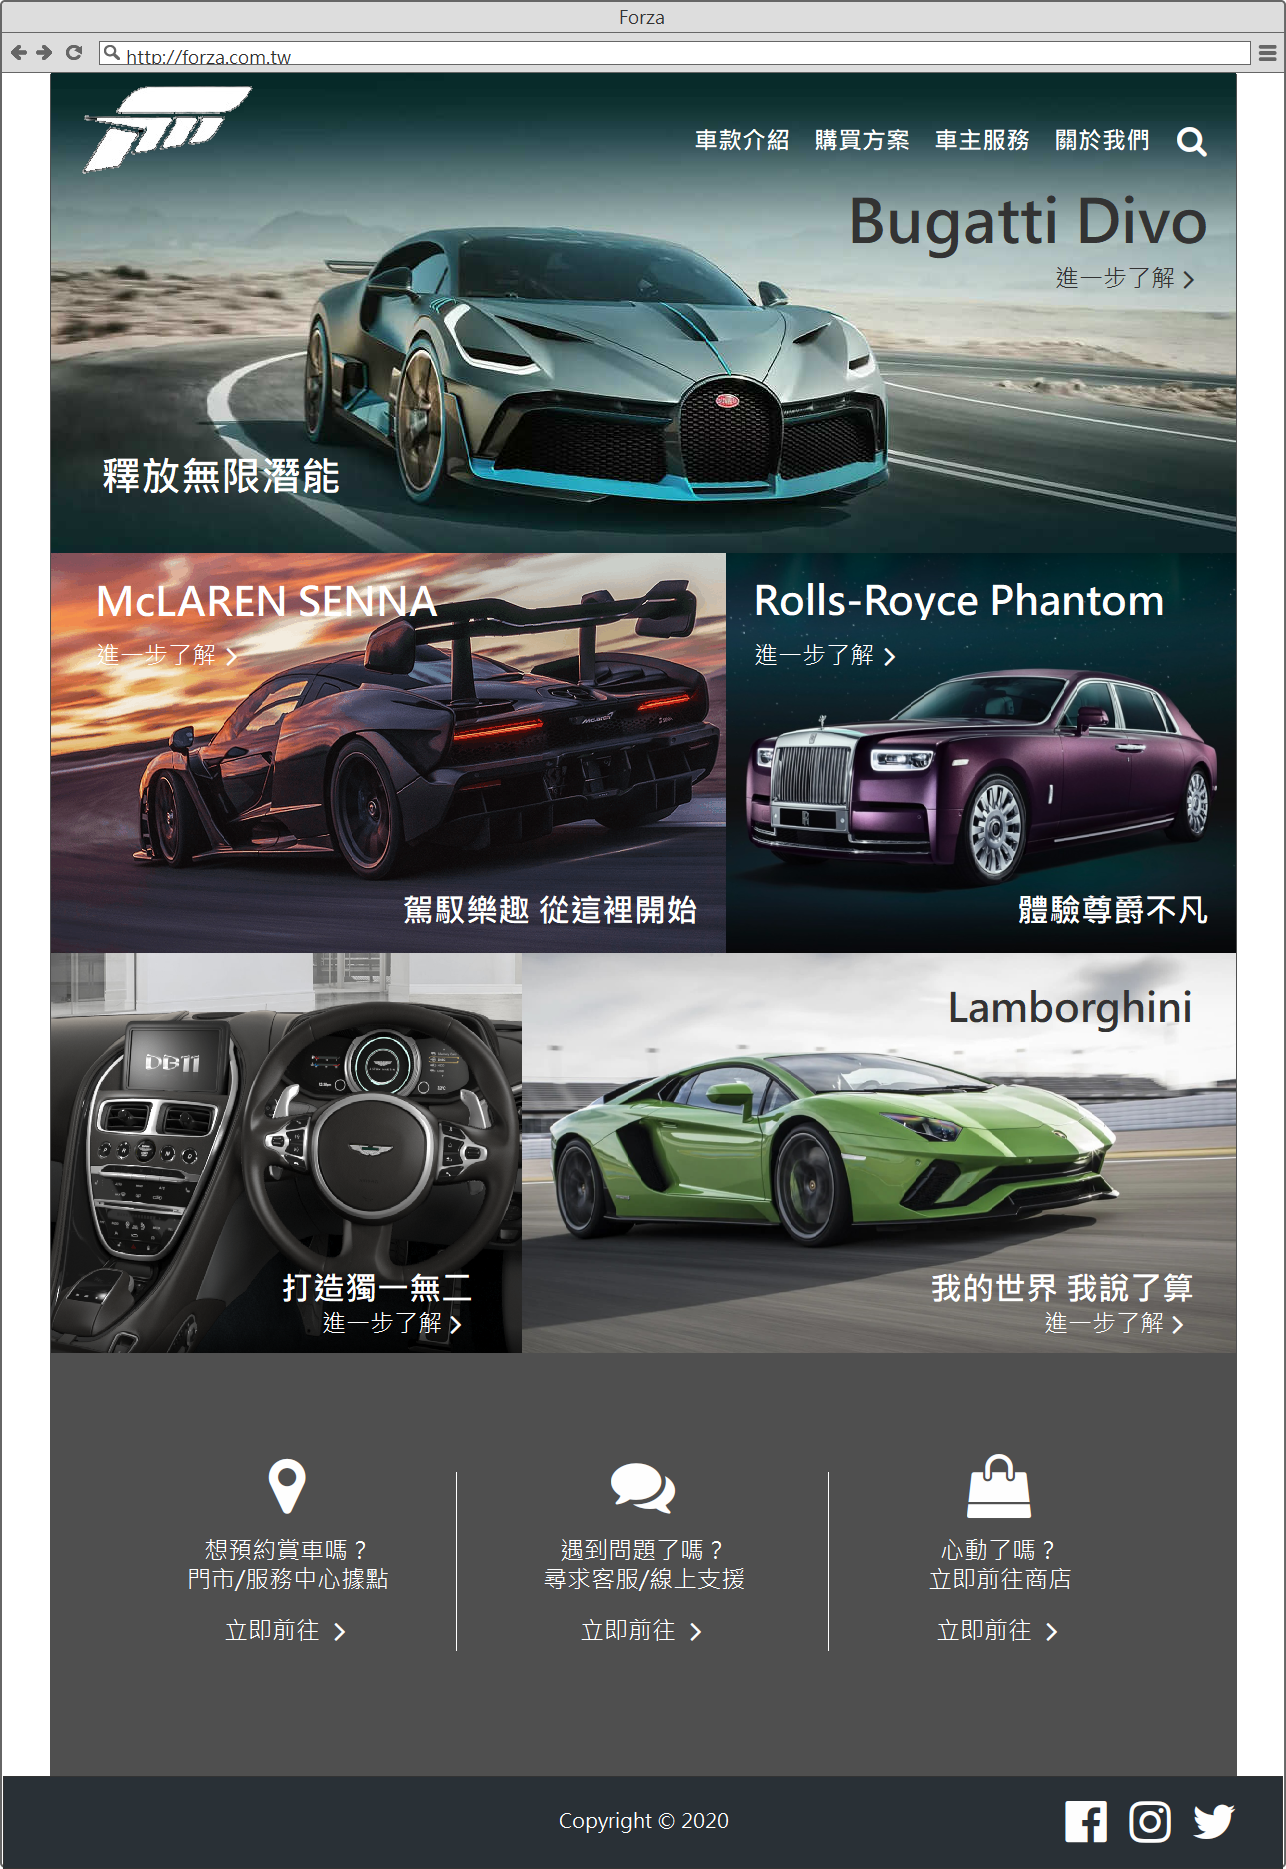 Forza
http://forza.com.tw
車款介紹 購買方案 車主服務 關於我們
Bugatti Divo
進一步了解
釋放無限潛能
McLAREN SENNA
進一步了解
駕馭樂趣 從這裡開始
Rolls-Royce Phantom
進一步了解
體驗尊爵不凡
DB11
打造獨一無二
進一步了解
Lamborghini
我的世界 我說了算
進一步了解
想預約賞車嗎？
門市/服務中心據點
立即前往
遇到問題了嗎？
尋求客服/線上支援
立即前往
心動了嗎？
立即前往商店
立即前往
Copyright © 2020